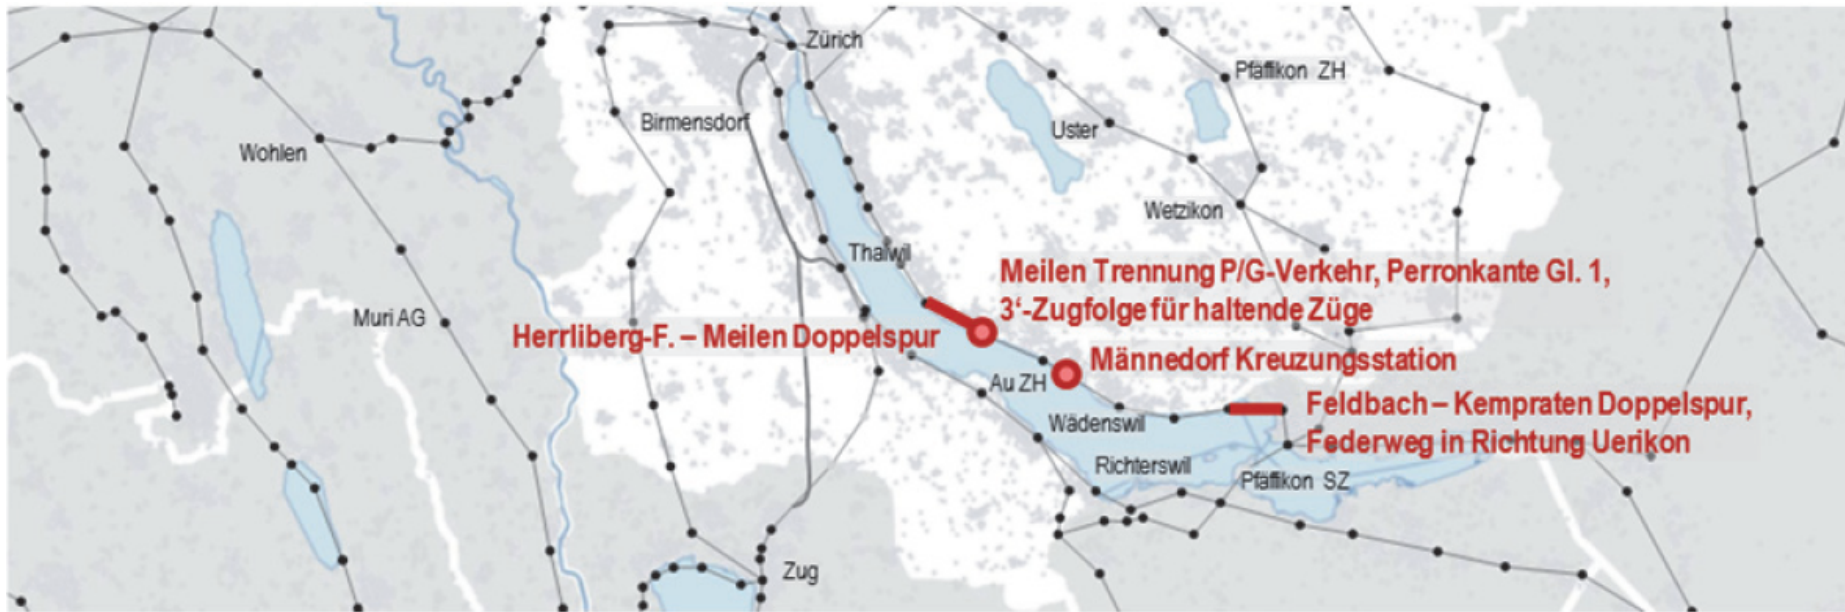 Zürich
Pfäffikon ZH
Birmensdorf
Uster
Wohlen
Wetzikon
Thalwil
Meilen Trennung P/G-Verkehr, Perronkante Gl. 1,
3'-Zugfolge für haltende Züge
Muri AG
Herrliberg-F. – Meilen Doppelspur
Männedorf Kreuzungsstation
Au ZH
Feldbach – Kempraten Doppelspur,
Federweg in Richtung Uerikon
Wädenswil
Richterswil
Pfäffikon SZ
Zug